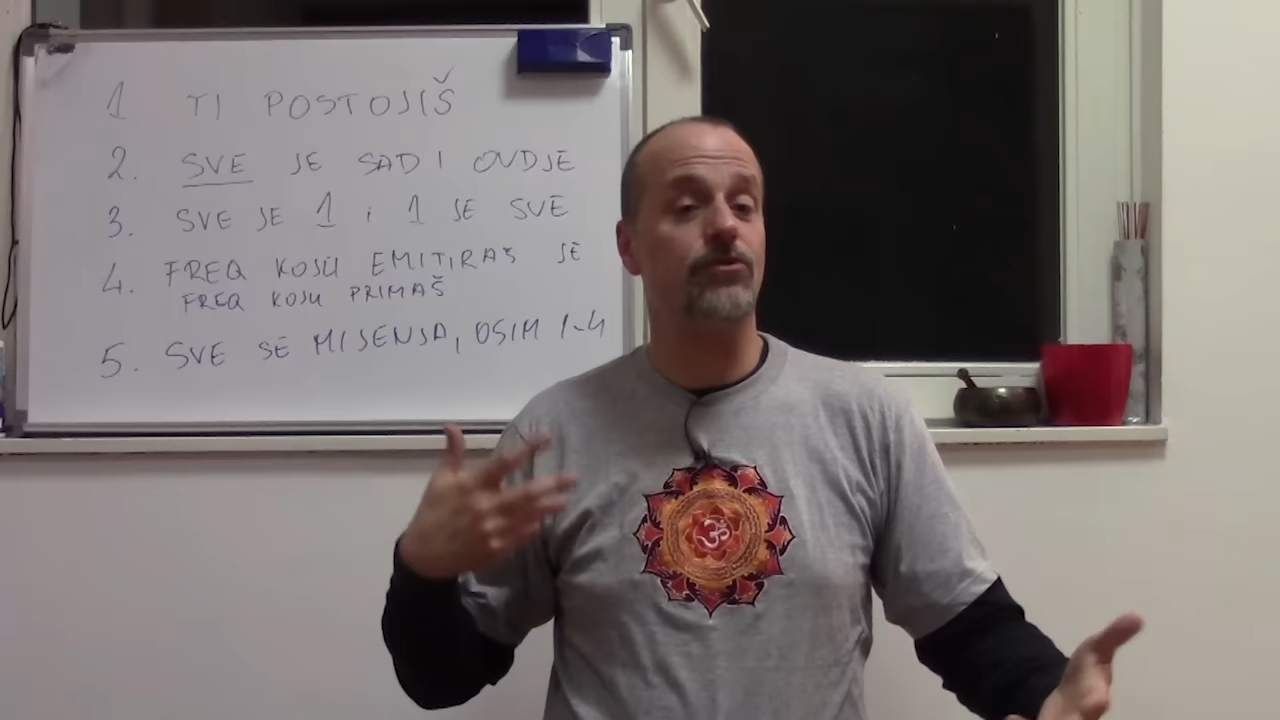 1 TI POSTOJIŠ
2. SVE JE SAD I OVDJE
3. SVE JE 1 i 1 JE SVE
4. FREQ KOJU EMITIRAŠ JE
FREQ KOJU PRIMAŠ
5. SVE SE MIJENJA, OSIM 1-4
ॐ